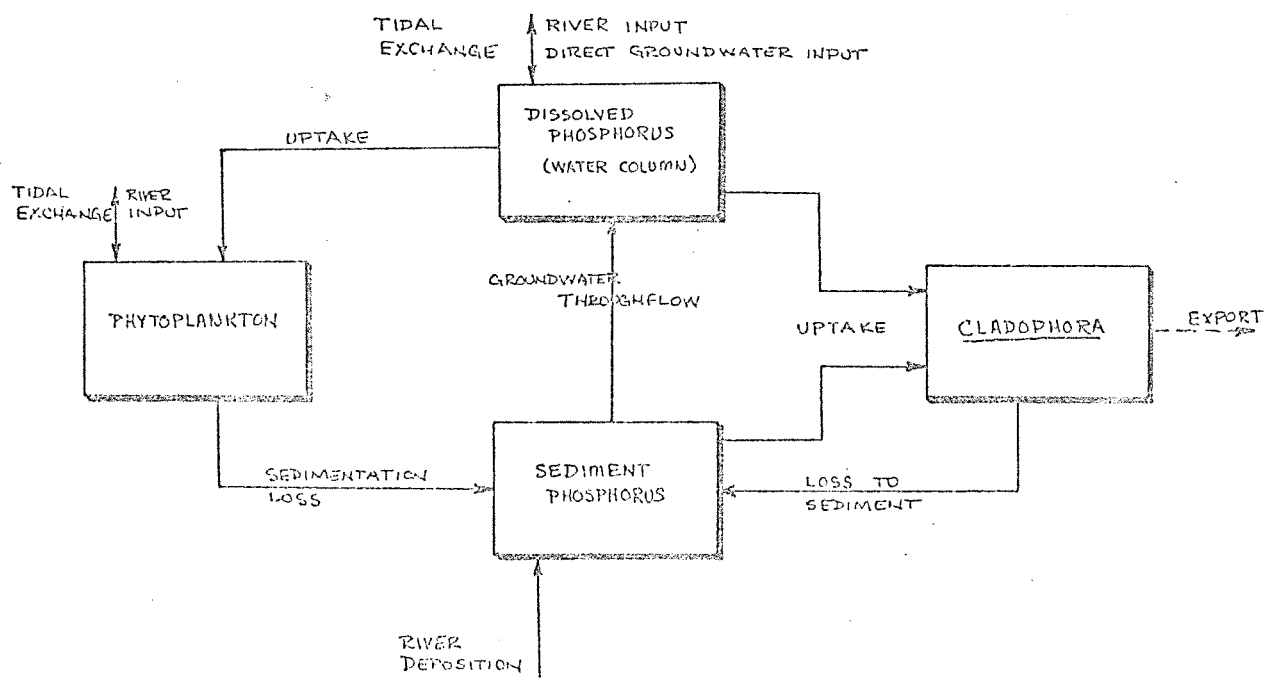 TIDAL
EXCHANGE
RIVER INPUT
DIRECT GROUNDWATER INPUT
DISSOLVED
PHOSPHORUS
(WATER COLUMN)
UPTAKE
TIDAL
EXCHANGE
RIVER
INPUT
PHYTOPLANKTON
GROUNDWATER
THROUGHFLOW
UPTAKE
CLADOPHORA
EXPORT
SEDIMENTATION
LOSS
SEDIMENT
PHOSPHORUS
LOSS TO
SEDIMENT
RIVER
DEPOSITION